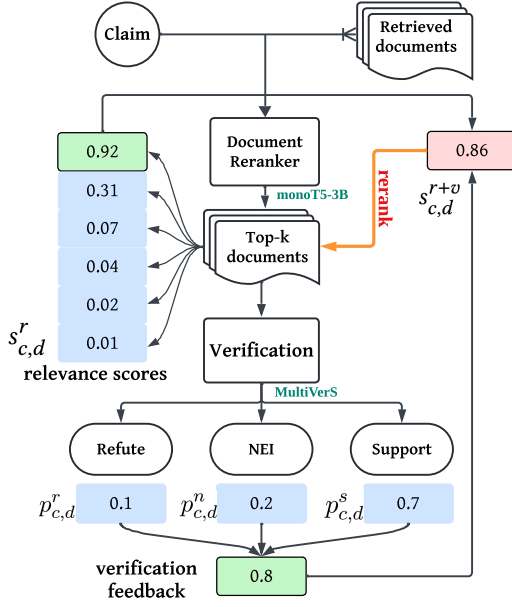 Claim
Retrieved
documents
0.92
0.31
0.07
0.04
0.02
0.01
s^r_{c,d}
relevance scores
Document
Reranker
monoT5-3B
Top-k
documents
rerank
0.86
s^{r+v}_{c,d}
Verification
MultiVerS
Refute
NEI
Support
p^r_{c,d}
0.1
p^n_{c,d}
0.2
p^s_{c,d}
0.7
verification
feedback
0.8